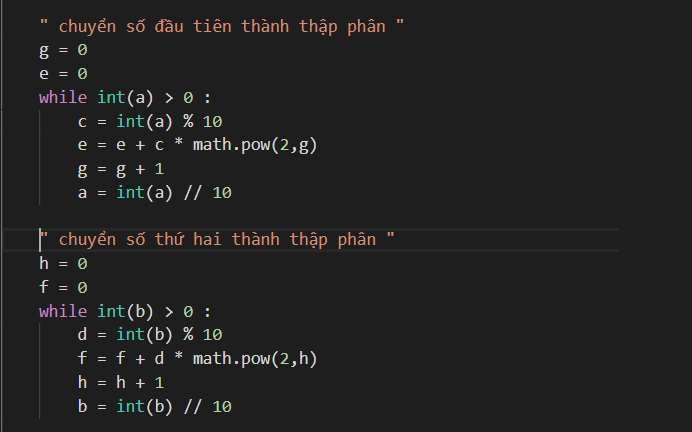 " chuyển số đầu tiên thành thập phân "
g = 0
e = 0
while int(a) > 0 :
    c = int(a) % 10
    e = e + c * math.pow(2,g)
    g = g + 1
    a = int(a) // 10

" chuyển số thứ hai thành thập phân "
h = 0
f = 0
while int(b) > 0 :
    d = int(b) % 10
    f = f + d * math.pow(2,h)
    h = h + 1
    b = int(b) // 10